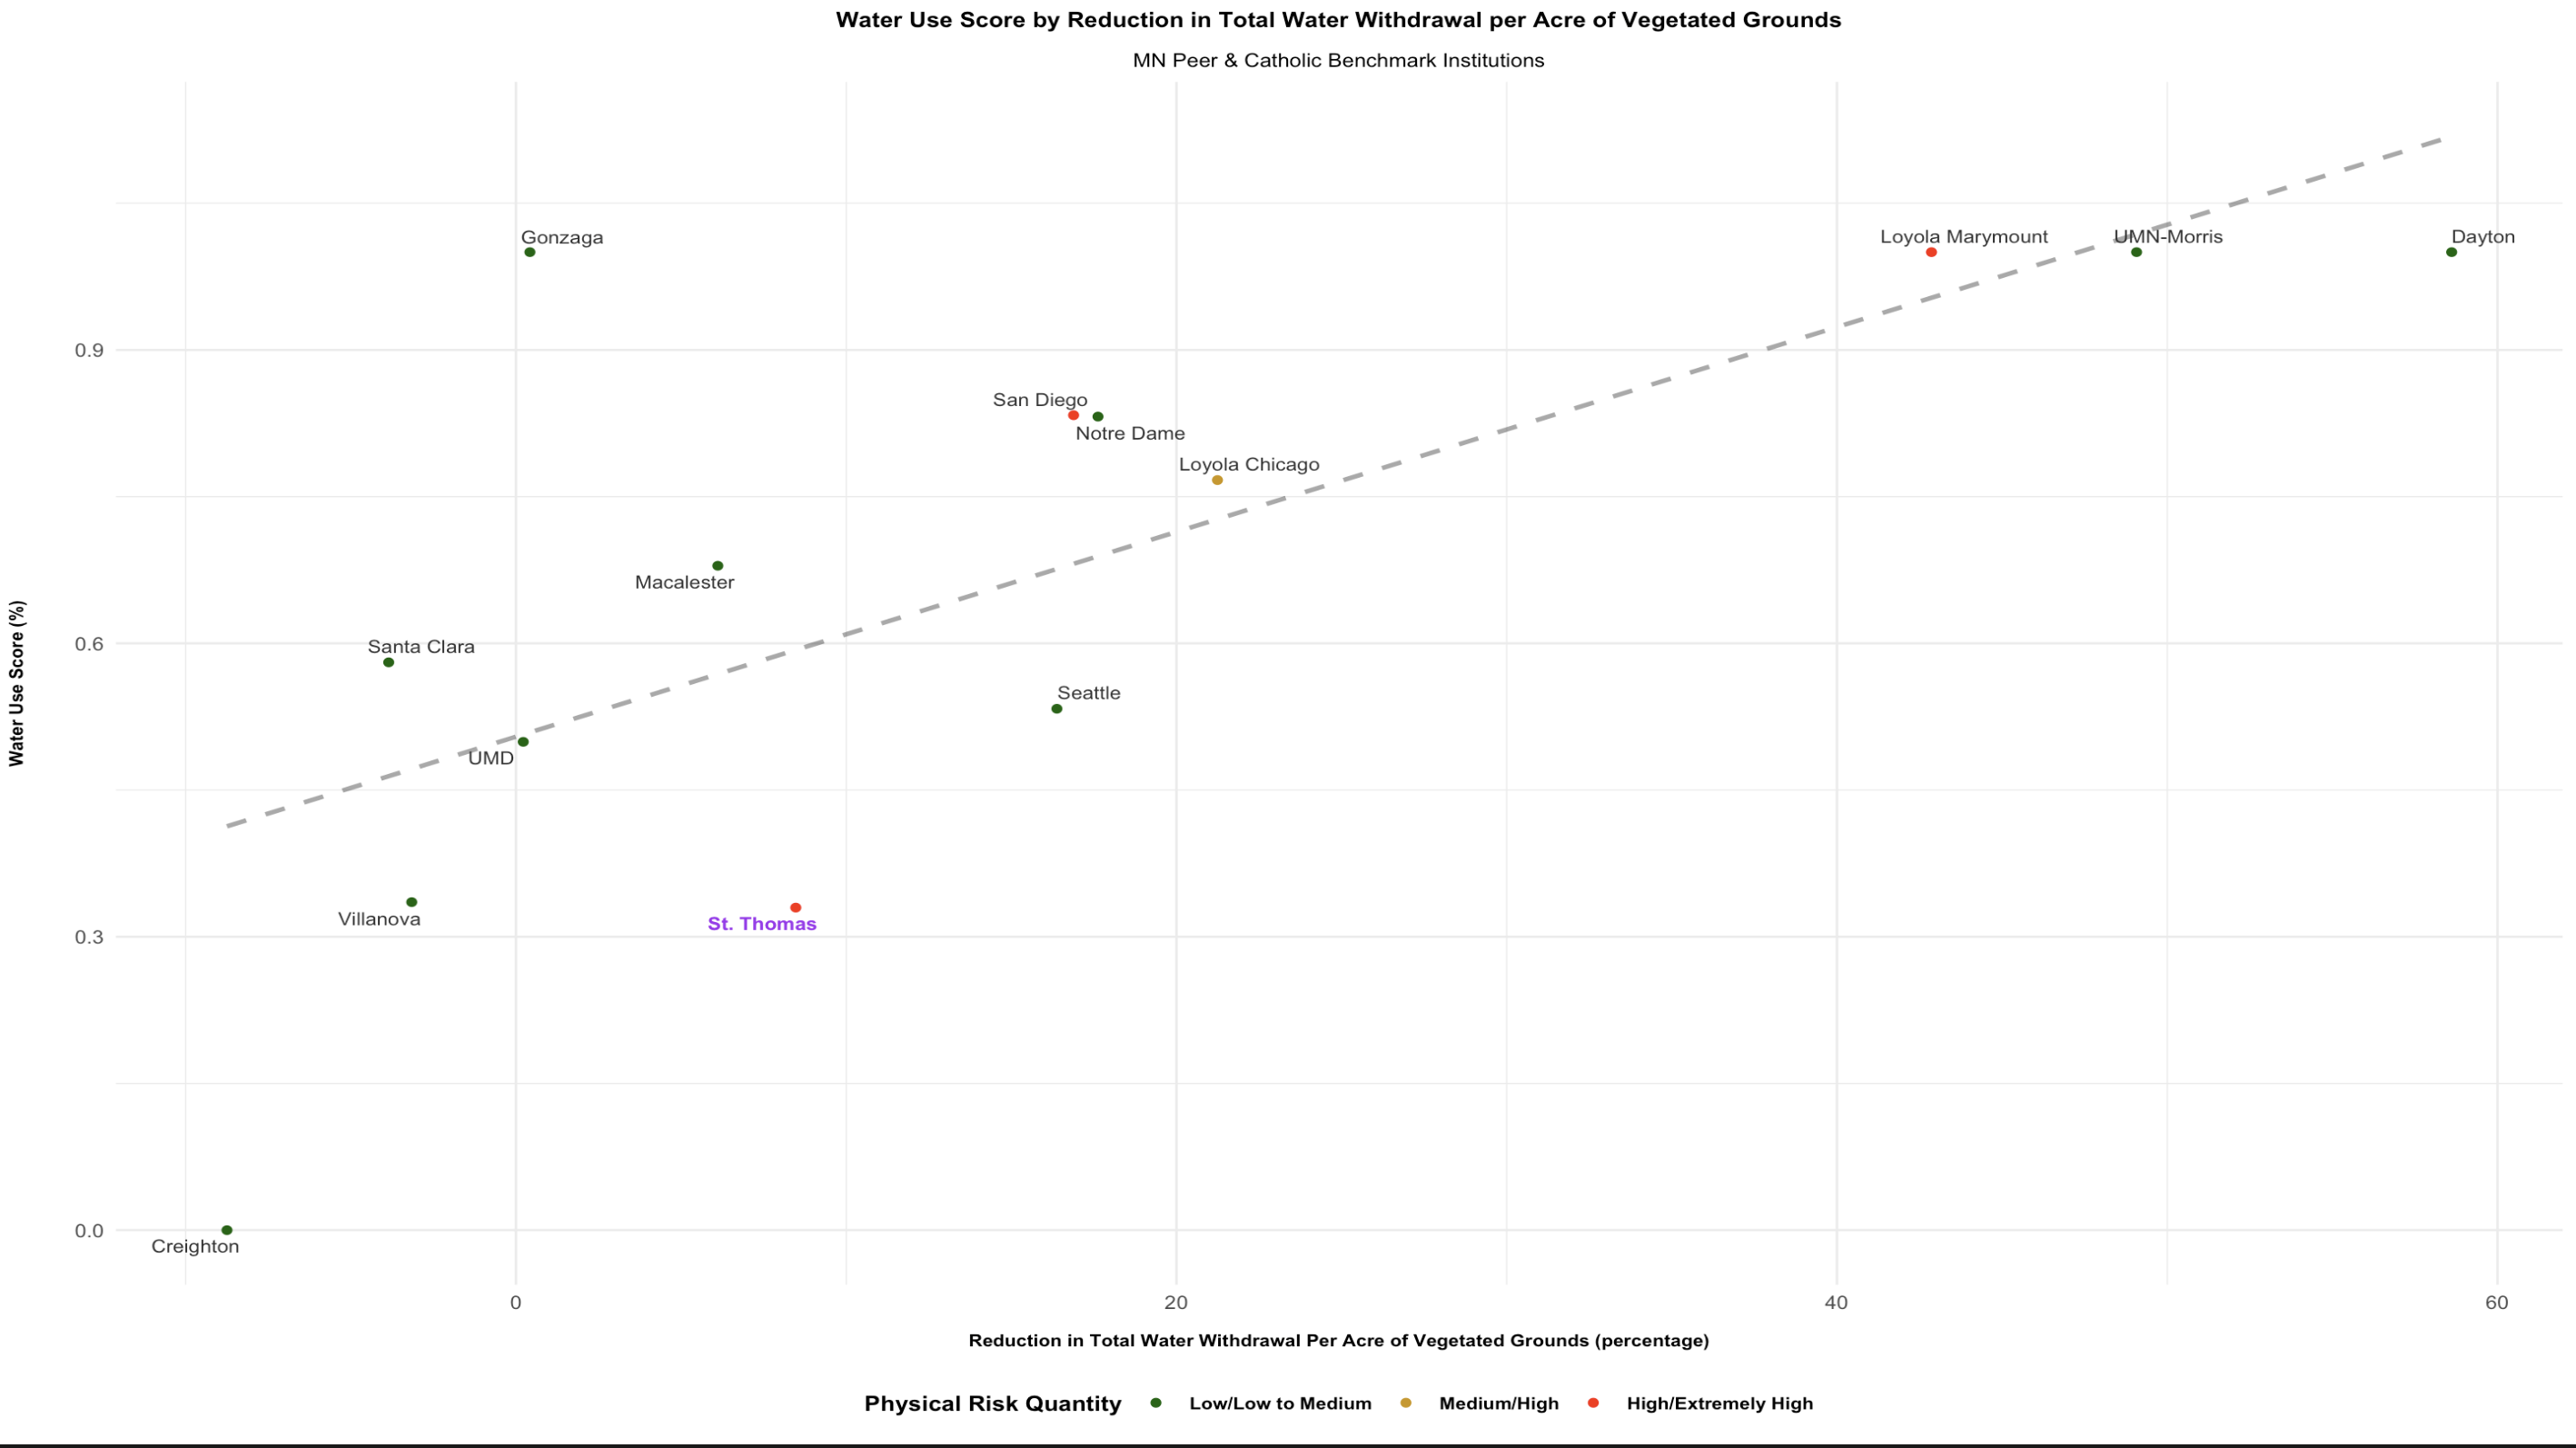 Water Use Score by Reduction in Total Water Withdrawal per Acre of Vegetated Grounds
MN Peer & Catholic Benchmark Institutions
Gonzaga
Loyola Marymount
UMN-Morris
Dayton
0.9
San Diego
Notre Dame
Loyola Chicago
Macalester
Water Use Score (%)
0.6
Santa Clara
Seattle
UMD
Villanova
St. Thomas
0.3
0.0
Creighton
0
20
40
60
Reduction in Total Water Withdrawal Per Acre of Vegetated Grounds (percentage)
Physical Risk Quantity
Low/Low to Medium
Medium/High
High/Extremely High